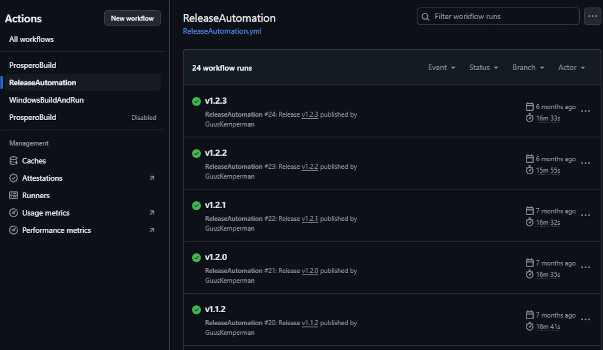 Actions
New workflow
All workflows
ProsperoBuild
ReleaseAutomation
WindowsBuildAndRun
ProsperoBuild Disabled
Management
Caches
Attestations
Runners
Usage metrics
Performance metrics
ReleaseAutomation
ReleaseAutomation.yml
Filter workflow runs
24 workflow runs
Event Status Branch Actor
v1.2.3
ReleaseAutomation #24: Release v1.2.3 published by
GuusKemperman
6 months ago
16m 33s
v1.2.2
ReleaseAutomation #23: Release v1.2.2 published by
GuusKemperman
6 months ago
15m 55s
v1.2.1
ReleaseAutomation #22: Release v1.2.1 published by
GuusKemperman
7 months ago
16m 32s
v1.2.0
ReleaseAutomation #21: Release v1.2.0 published by
GuusKemperman
7 months ago
16m 35s
v1.1.2
ReleaseAutomation #20: Release v1.1.2 published by
GuusKemperman
7 months ago
16m 41s